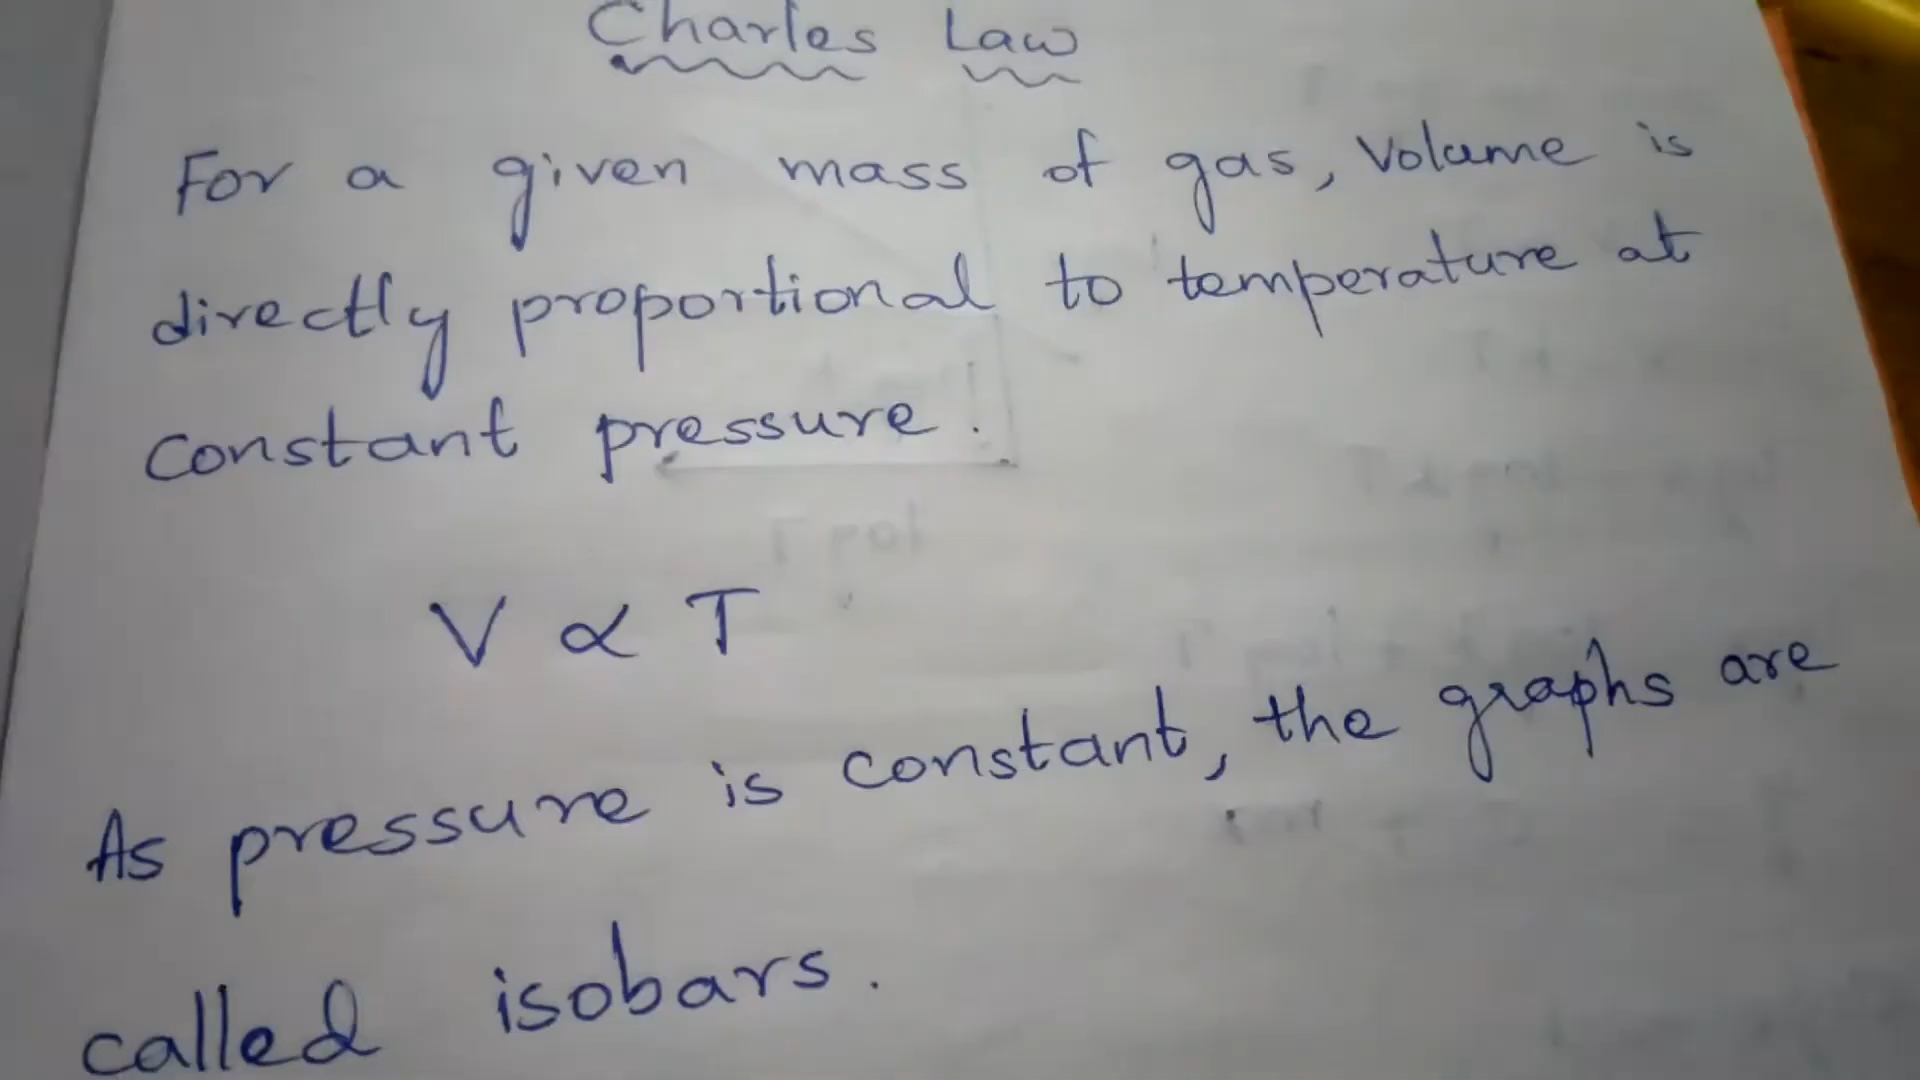 Charles Law
For a given mass of gas, Volume is
directly proportional to temperature at
constant pressure.
V ∝ T
As pressure is constant, the graphs are
called isobars.